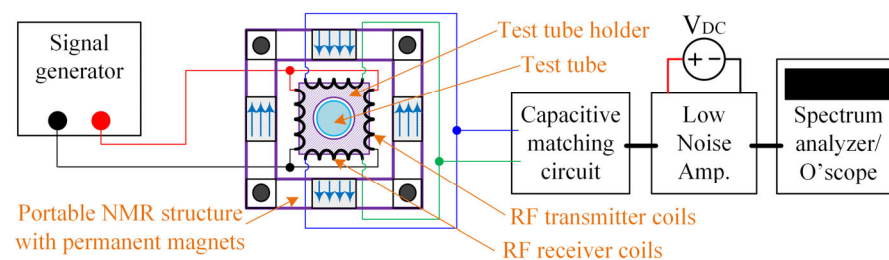 Signal
generator
Test tube holder
Test tube
VDC
+ −
Capacitive
matching
circuit
Low
Noise
Amp.
Spectrum
analyzer/
O'scope
Portable NMR structure
with permanent magnets
RF transmitter coils
RF receiver coils